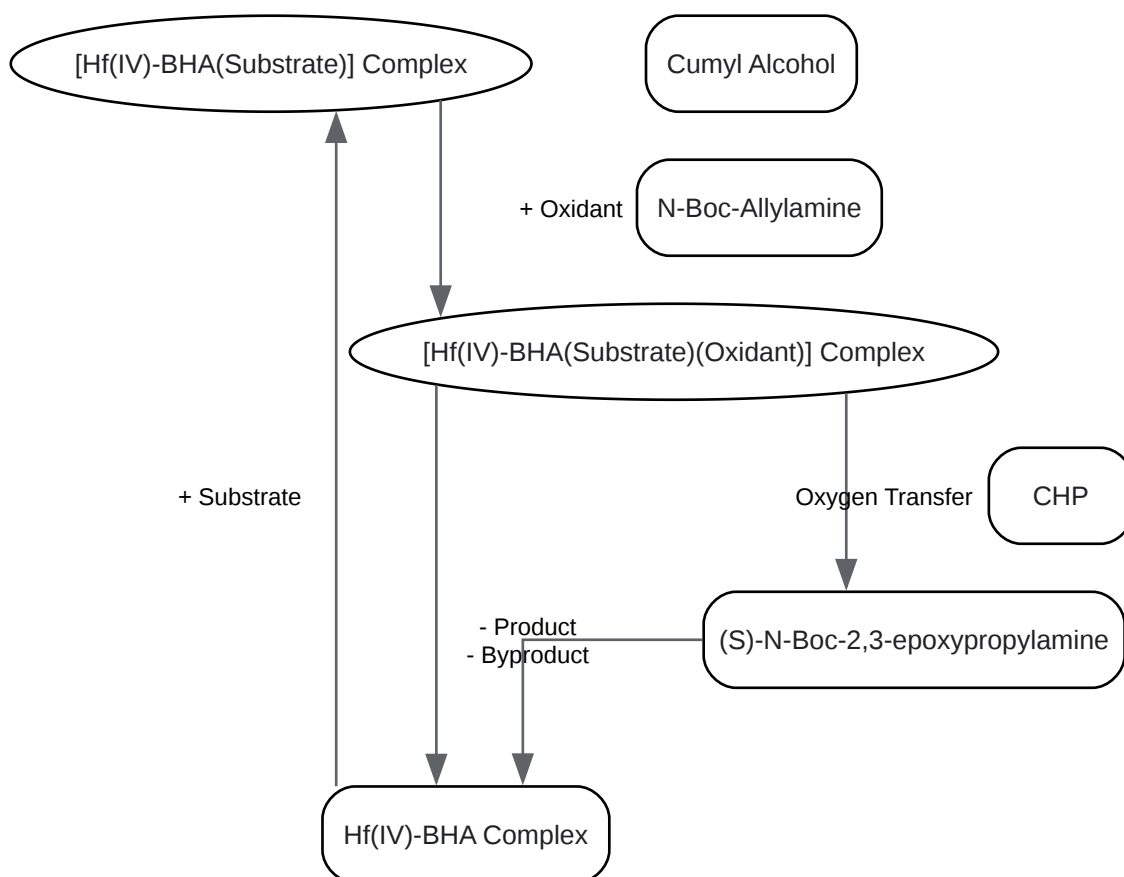 [Hf(IV)-BHA(Substrate)] Complex
Cumyl Alcohol
+ Oxidant
N-Boc-Allylamine
[Hf(IV)-BHA(Substrate)(Oxidant)] Complex
+ Substrate
Oxygen Transfer
CHP
- Product
- Byproduct
(S)-N-Boc-2,3-epoxypropylamine
Hf(IV)-BHA Complex